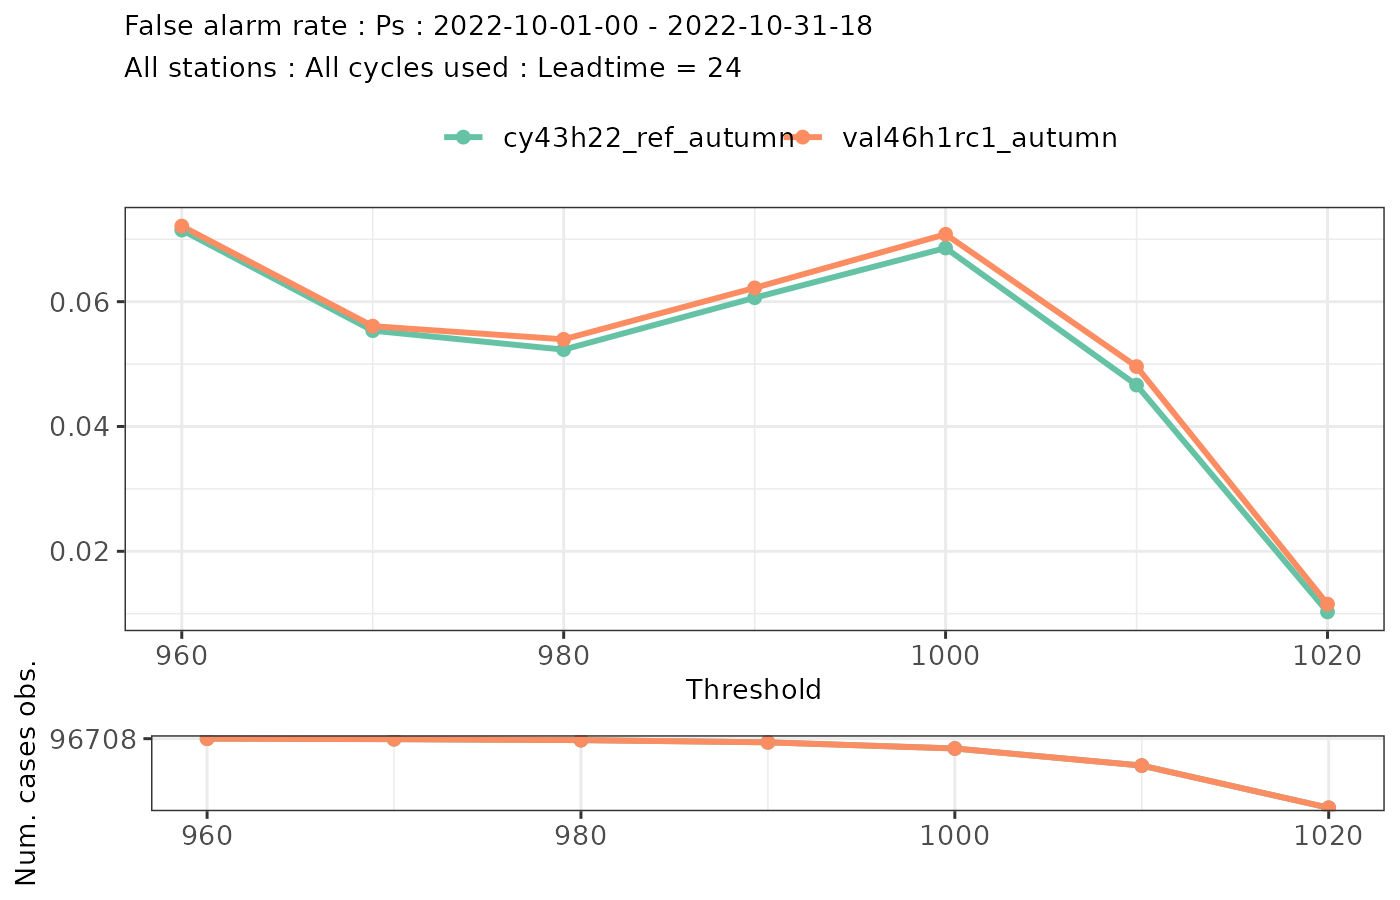 False alarm rate : Ps : 2022-10-01-00 - 2022-10-31-18
All stations : All cycles used : Leadtime = 24
cy43h22_ref_autumn val46h1rc1_autumn
0.06
0.04
0.02
960 980 1000 1020
Threshold
Num. cases obs.
96708
960 980 1000 1020